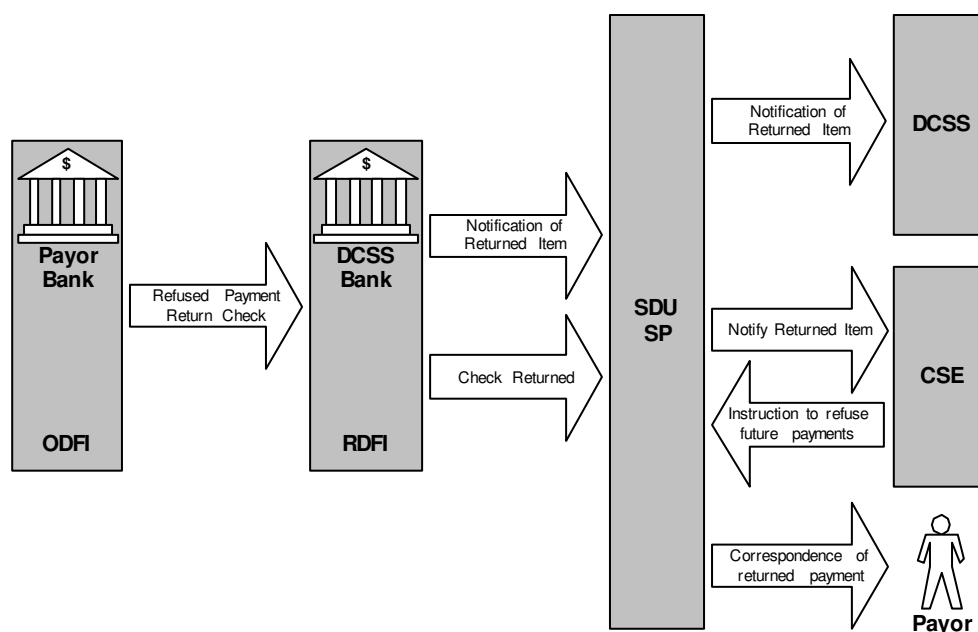 $
Payor
Bank
ODFI
Refused Payment
Return Check
$
DCSS
Bank
RDFI
Notification of
Returned Item
Check Returned
SDU
SP
Notification of
Returned Item
DCSS
Notify Returned Item
CSE
Instruction to refuse
future payments
Correspondence of
returned payment
Payor